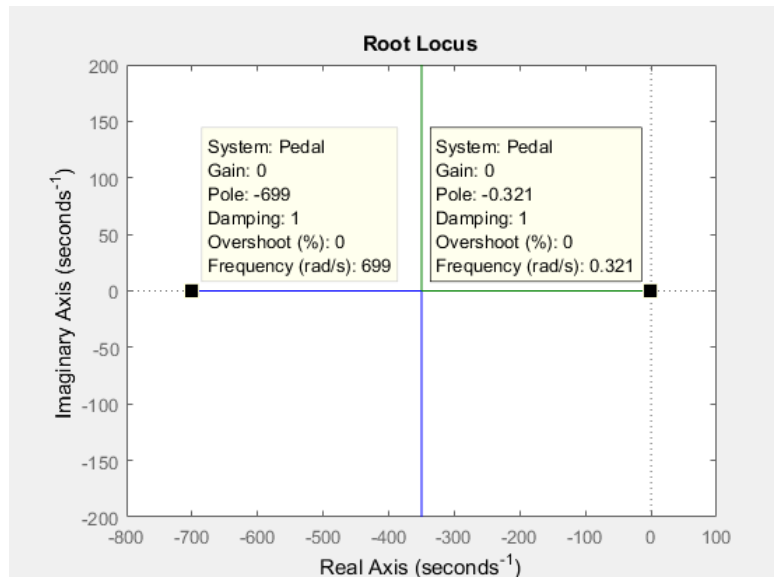 Root Locus
200
150
100
50
0
-50
-100
-150
-200
Imaginary Axis (seconds⁻¹)
System: Pedal
Gain: 0
Pole: -699
Damping: 1
Overshoot (%): 0
Frequency (rad/s): 699
System: Pedal
Gain: 0
Pole: -0.321
Damping: 1
Overshoot (%): 0
Frequency (rad/s): 0.321
-800 -700 -600 -500 -400 -300 -200 -100 0 100
Real Axis (seconds⁻¹)